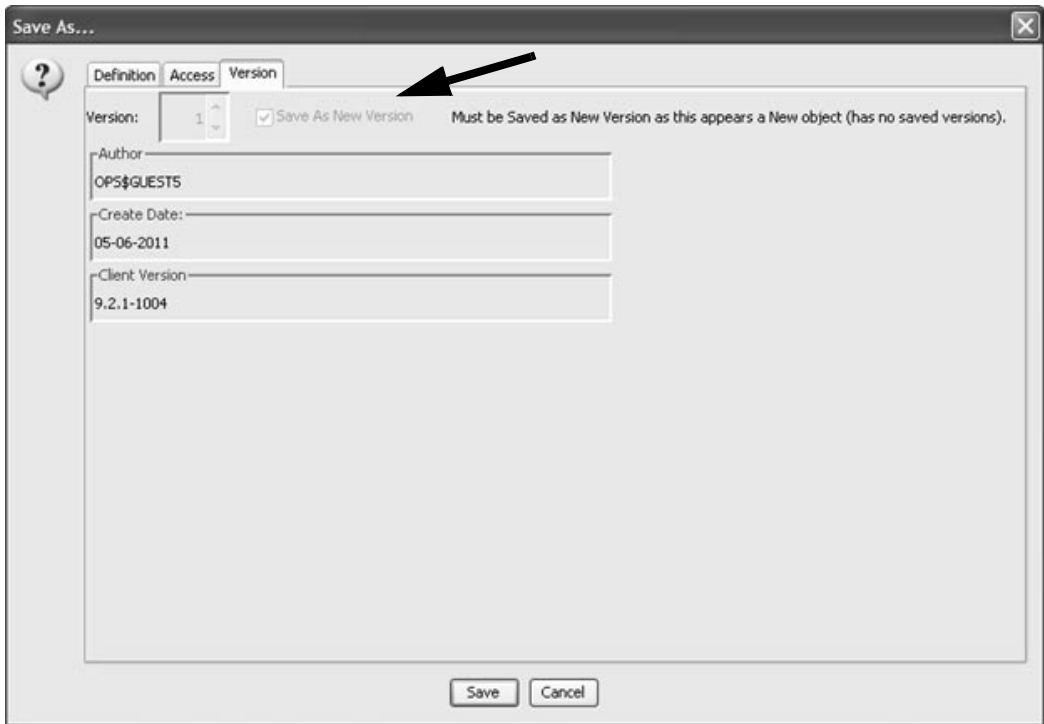 Save As...
?
Definition Access Version
Version: 1 Save As New Version Must be Saved as New Version as this appears a New object (has no saved versions).
Author
OPS$GUEST5
Create Date:
05-06-2011
Client Version
9.2.1-1004
Save Cancel